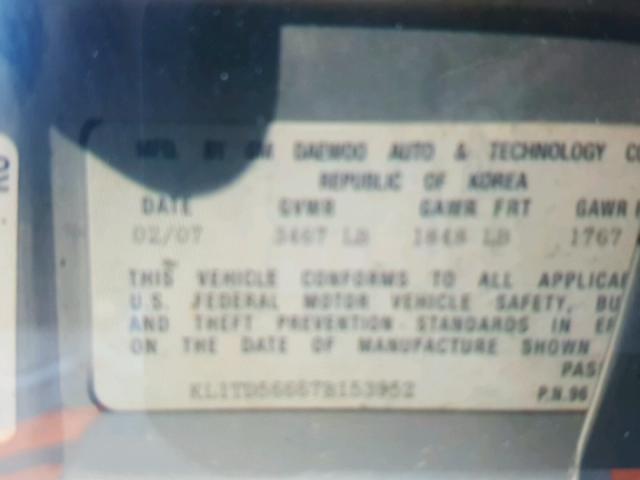 MFD. BY GM DAEWOO AUTO & TECHNOLOGY CO
REPUBLIC OF KOREA
DATE GVWR GAWR FRT GAWR
02/07 3467 LB 1848 LB 1767
THIS VEHICLE CONFORMS TO ALL APPLICA
U.S. FEDERAL MOTOR VEHICLE SAFETY, BU
AND THEFT PREVENTION STANDARDS IN EF
ON THE DATE OF MANUFACTURE SHOWN
PAS
KL1TD56667B153952 P.N.96